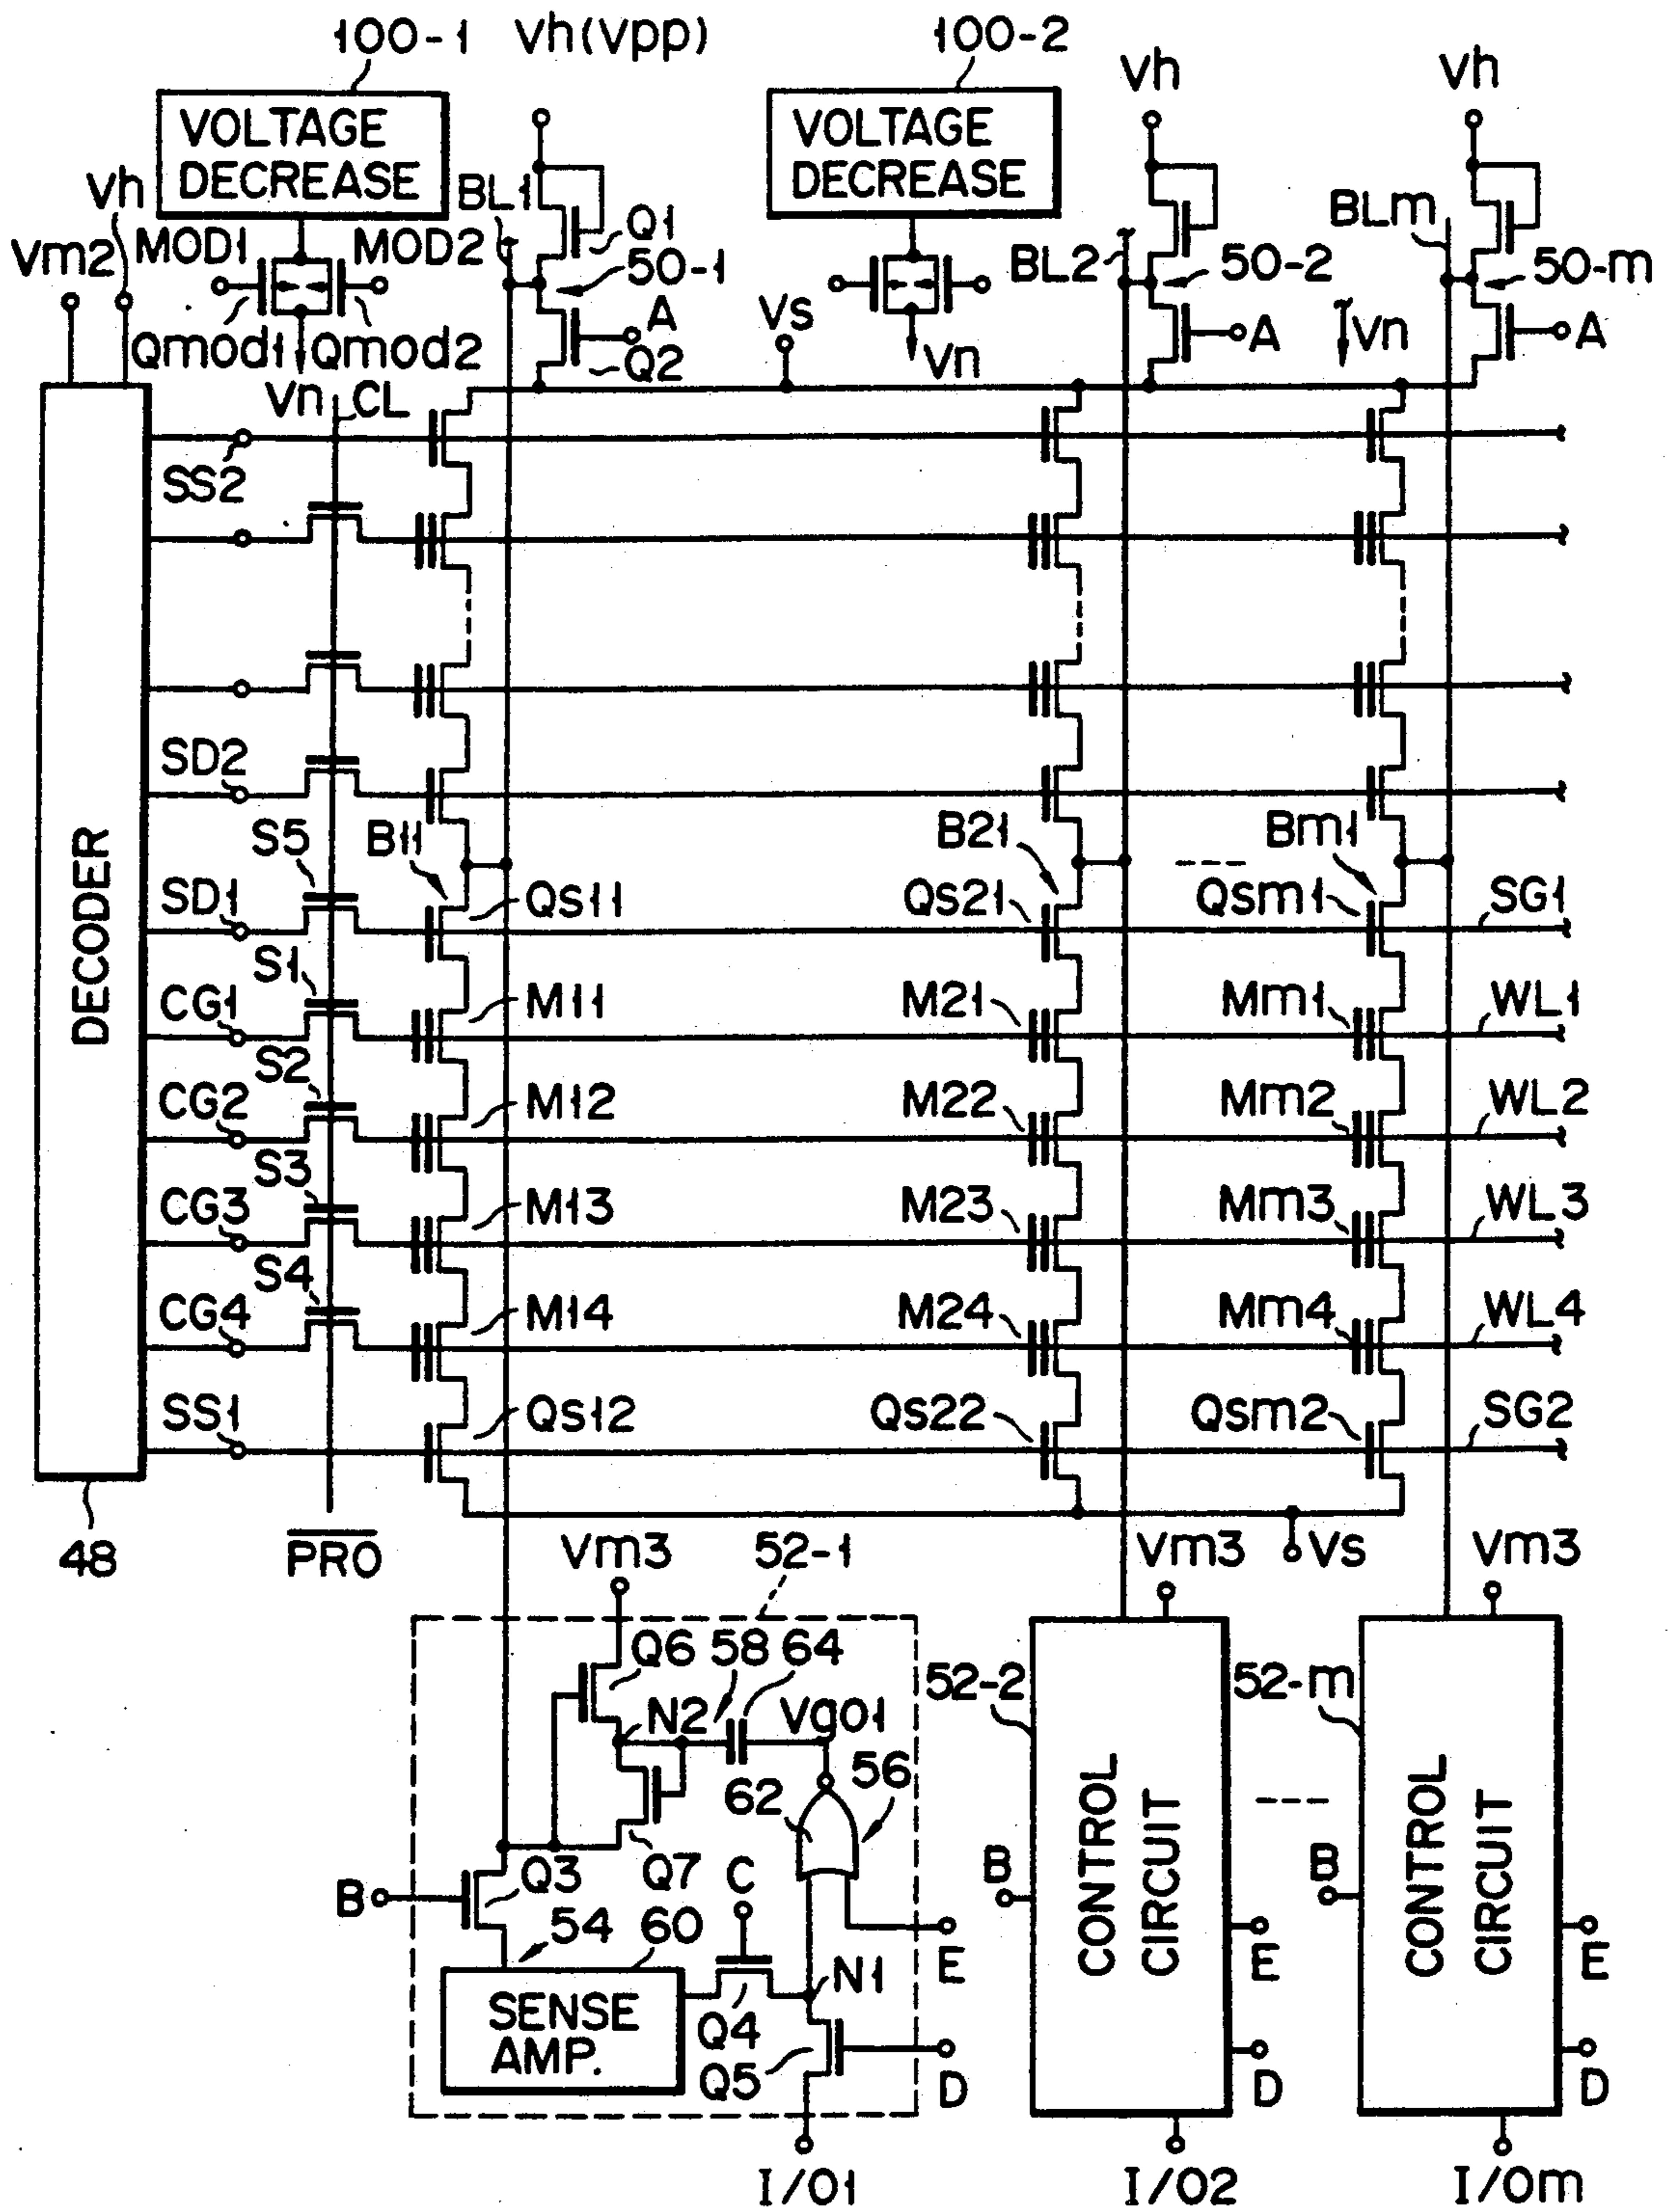 100-1
Vh(Vpp)
100-2
Vh
Vh
VOLTAGE
DECREASE
VOLTAGE
DECREASE
Vh
BL1
BLm
Vm2
MOD1
MOD2
Q1
50-1
BL2
50-2
50-m
Qmod1
Qmod2
A
Q2
Vs
Vn
A
Vn
A
Vn
CL
SS2
SD2
DECODER
S5
B11
B21
Bm1
SD1
Qs11
Qs21
Qsm1
SG1
S1
CG1
M11
M21
Mm1
WL1
S2
CG2
M12
M22
Mm2
WL2
S3
CG3
M13
M23
Mm3
WL3
S4
CG4
M14
M24
Mm4
WL4
SS1
Qs12
Qs22
Qsm2
SG2
48
PRO
Vm3
52-1
Vm3
Vs
Vm3
Q6
58
64
52-2
52-m
N2
Vg01
62
56
CONTROL
CIRCUIT
CONTROL
CIRCUIT
B
Q3
Q7
C
B
B
54
60
E
E
E
N1
SENSE
AMP.
Q4
Q5
D
D
D
I/O1
I/O2
I/Om